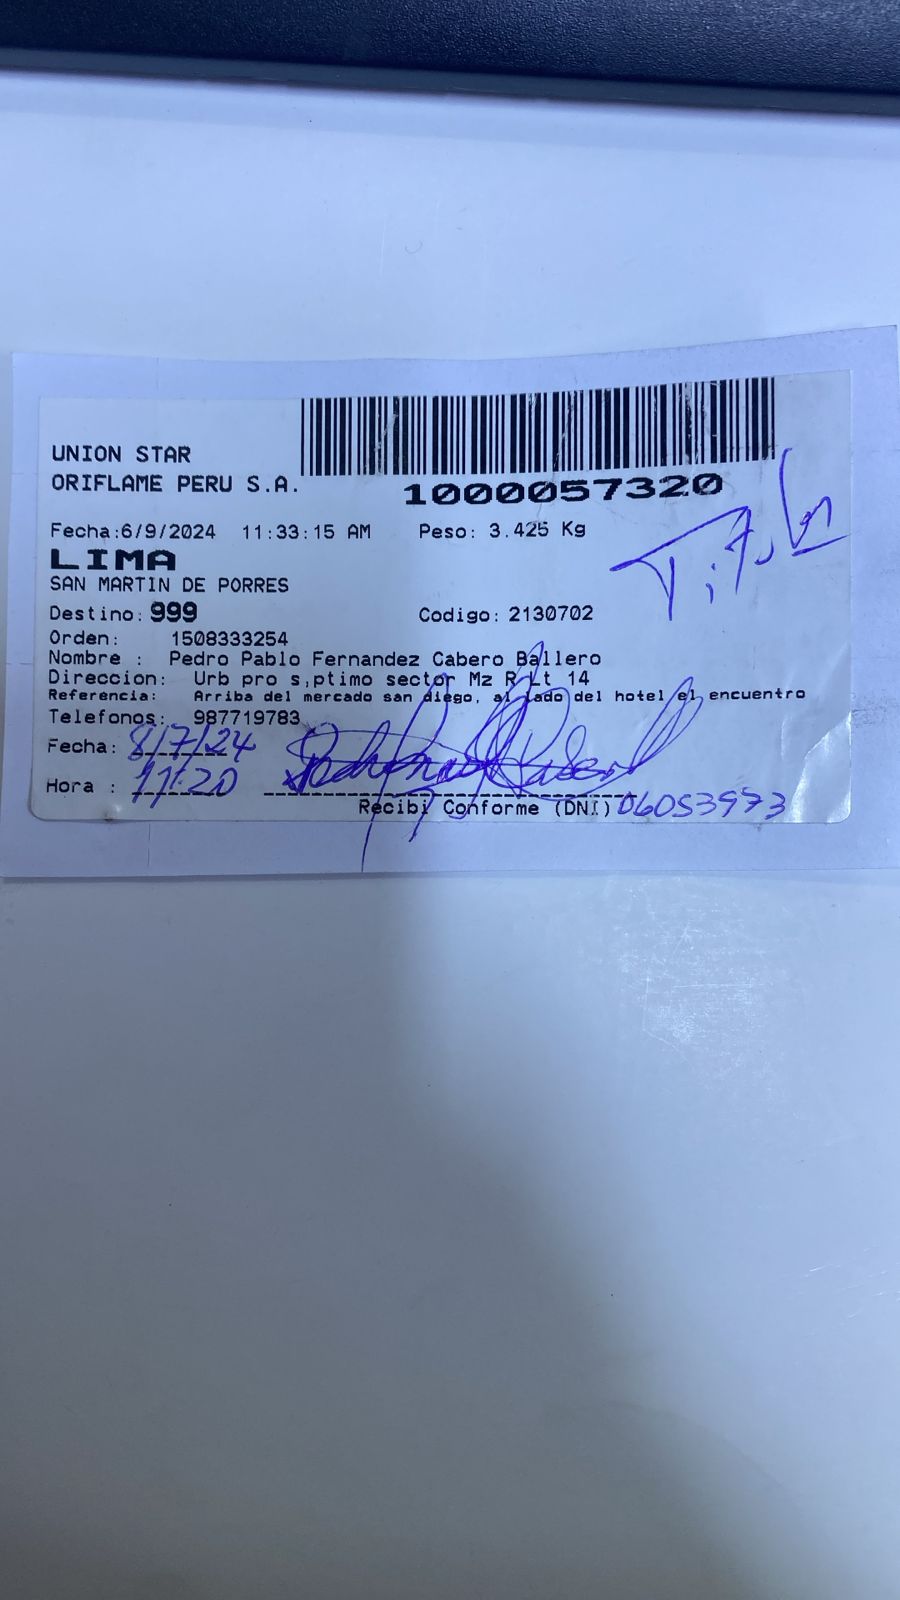 UNION STAR
ORIFLAME PERU S.A.
1000057320
Fecha:6/9/2024 11:33:15 AM Peso: 3.425 Kg
LIMA
SAN MARTIN DE PORRES
Destino: 999 Codigo: 2130702
Orden: 1508333254
Nombre : Pedro Pablo Fernandez Cabero Ballero
Direccion: Urb pro s,ptimo sector Mz R Lt 14
Referencia: Arriba del mercado san diego, al lado del hotel el encuentro
Telefonos: 987719783
Fecha: 8/7/24
Hora : 11:20
Recibi Conforme (DNI) 06053973